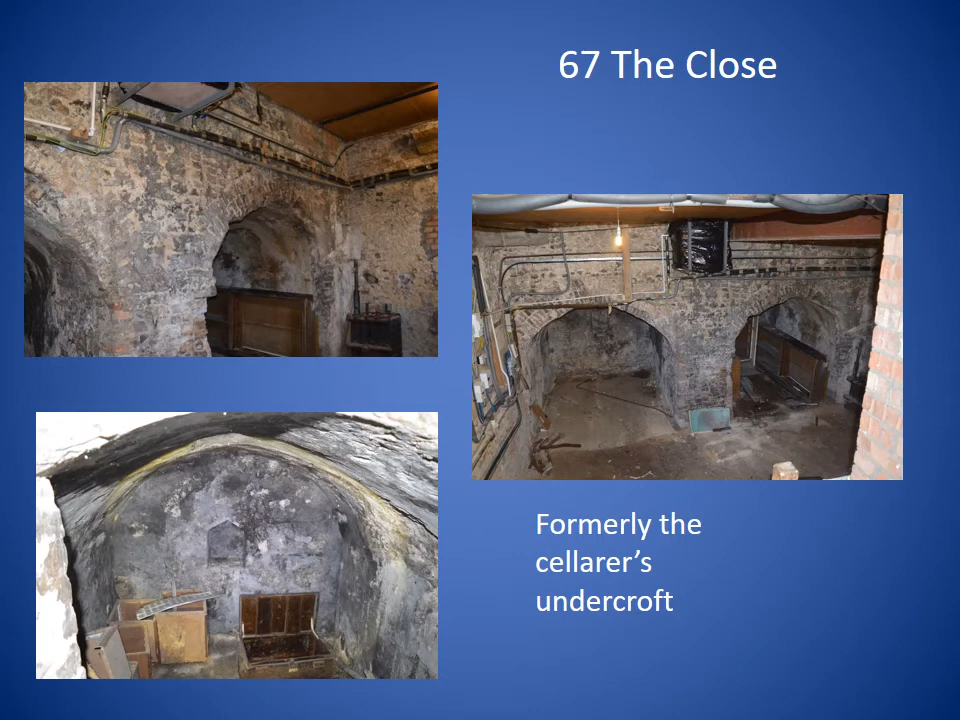 67 The Close
Formerly the
cellarer’s
undercroft